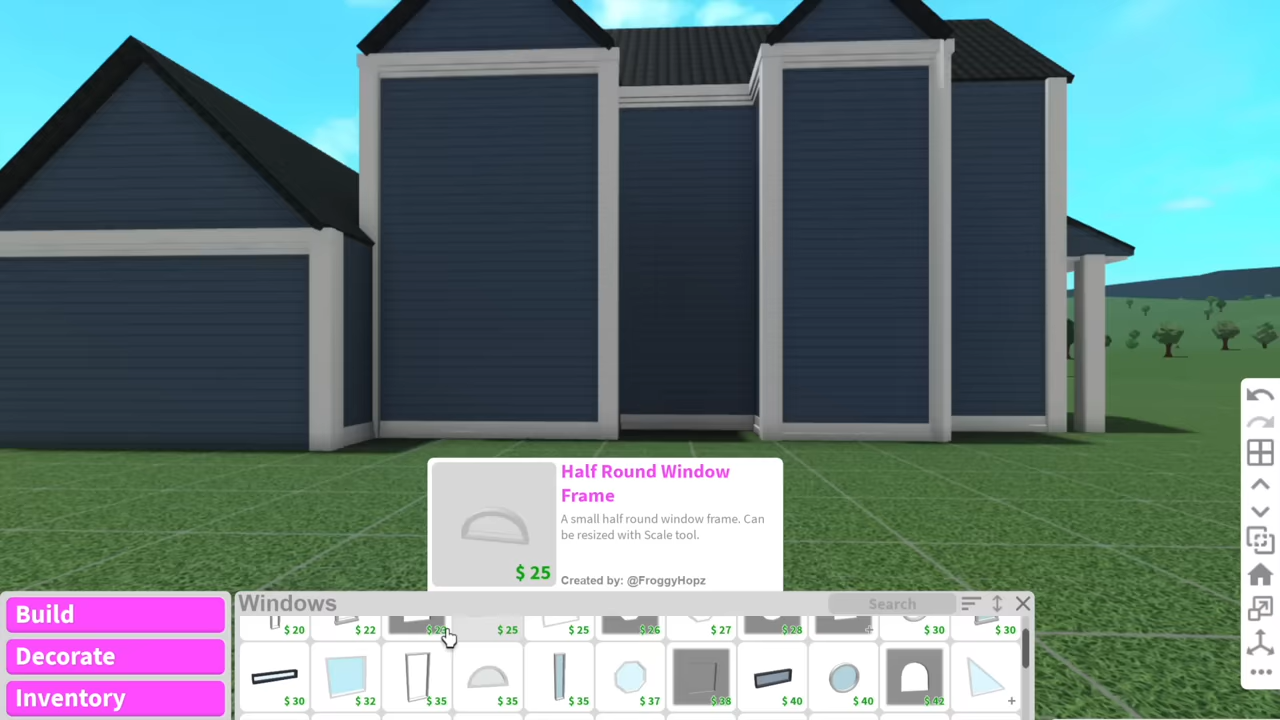 Half Round Window
Frame
A small half round window frame. Can
be resized with Scale tool.
$ 25
Created by: @FroggyHopz
Build
Decorate
Inventory
Windows
Search
$ 20
$ 22
$ 25
$ 25
$ 26
$ 27
$ 28
+
$ 30
$ 30
$ 30
$ 32
$ 35
$ 35
$ 35
$ 37
$ 38
$ 40
$ 40
$ 42
+